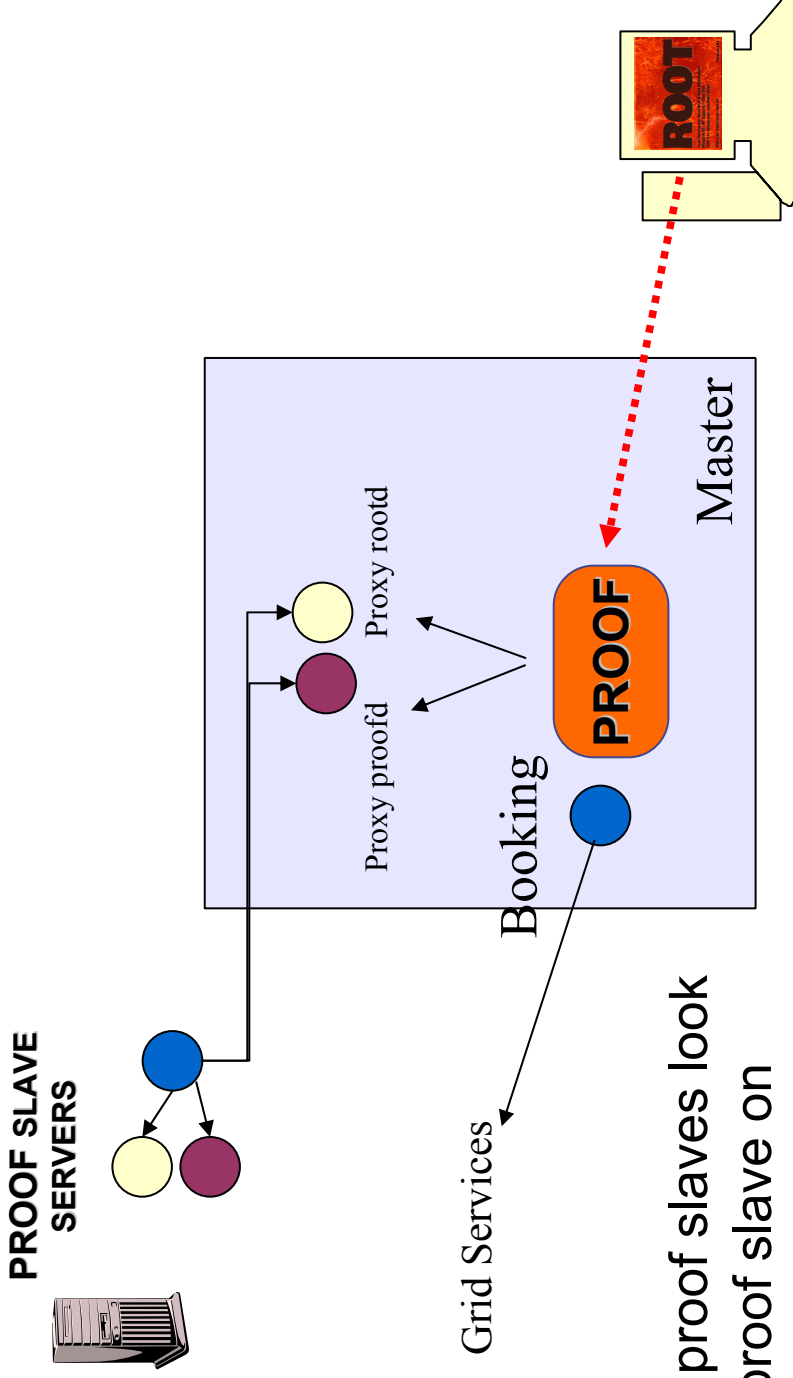 PROOF SLAVE
SERVERS
Proxy proofd
Proxy rootd
Grid Services
Booking
PROOF
ROOT
Master
proof slaves look
proof slave on